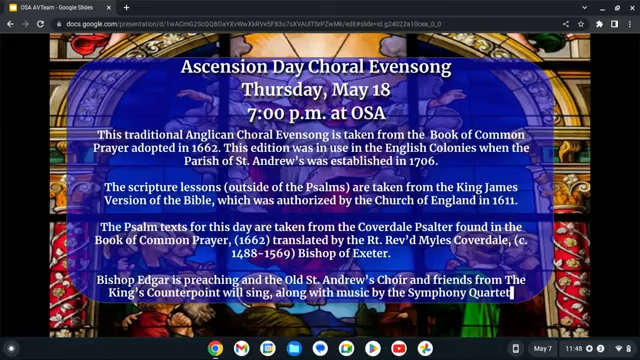 OSA AVTeam - Google Slides
docs.google.com/presentation/d/1wACmG2ScQQBOaYXvWwXkRVe5FB3u7sXVAUlTSrPZwMk/edit#slide=id.g24022a10cea_0_0
Ascension Day Choral Evensong
Thursday, May 18
7:00 p.m. at OSA
This traditional Anglican Choral Evensong is taken from the Book of Common
Prayer adopted in 1662. This edition was in use in the English Colonies when the
Parish of St. Andrew's was established in 1706.
The scripture lessons (outside of the Psalms) are taken from the King James
Version of the Bible, which was authorized by the Church of England in 1611.
The Psalm texts for this day are taken from the Coverdale Psalter found in the
Book of Common Prayer, (1662) translated by the Rt. Rev'd Myles Coverdale, (c.
1488-1569) Bishop of Exeter.
Bishop Edgar is preaching and the Old St. Andrew's Choir and friends from The
King's Counterpoint will sing, along with music by the Symphony Quartet
May 7
11:48